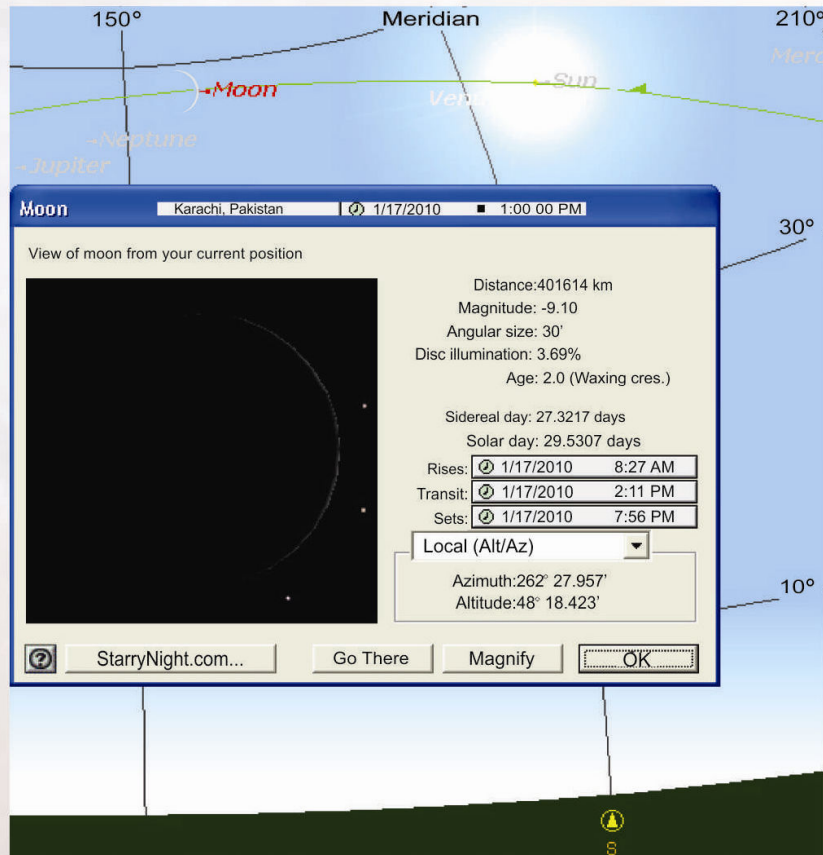 150°
Meridian
210°
Merc
Moon
Sun
Ven
Neptune
Jupiter
Moon
Karachi, Pakistan
1/17/2010 ■ 1:00 00 PM
30°
View of moon from your current position
Distance:401614 km
Magnitude: -9.10
Angular size: 30'
Disc illumination: 3.69%
Age: 2.0 (Waxing cres.)
Sidereal day: 27.3217 days
Solar day: 29.5307 days
Rises: 1/17/2010 8:27 AM
Transit: 1/17/2010 2:11 PM
Sets: 1/17/2010 7:56 PM
Local (Alt/Az)
Azimuth:262° 27.957'
Altitude:48° 18.423'
10°
? StarryNight.com... Go There Magnify OK
S